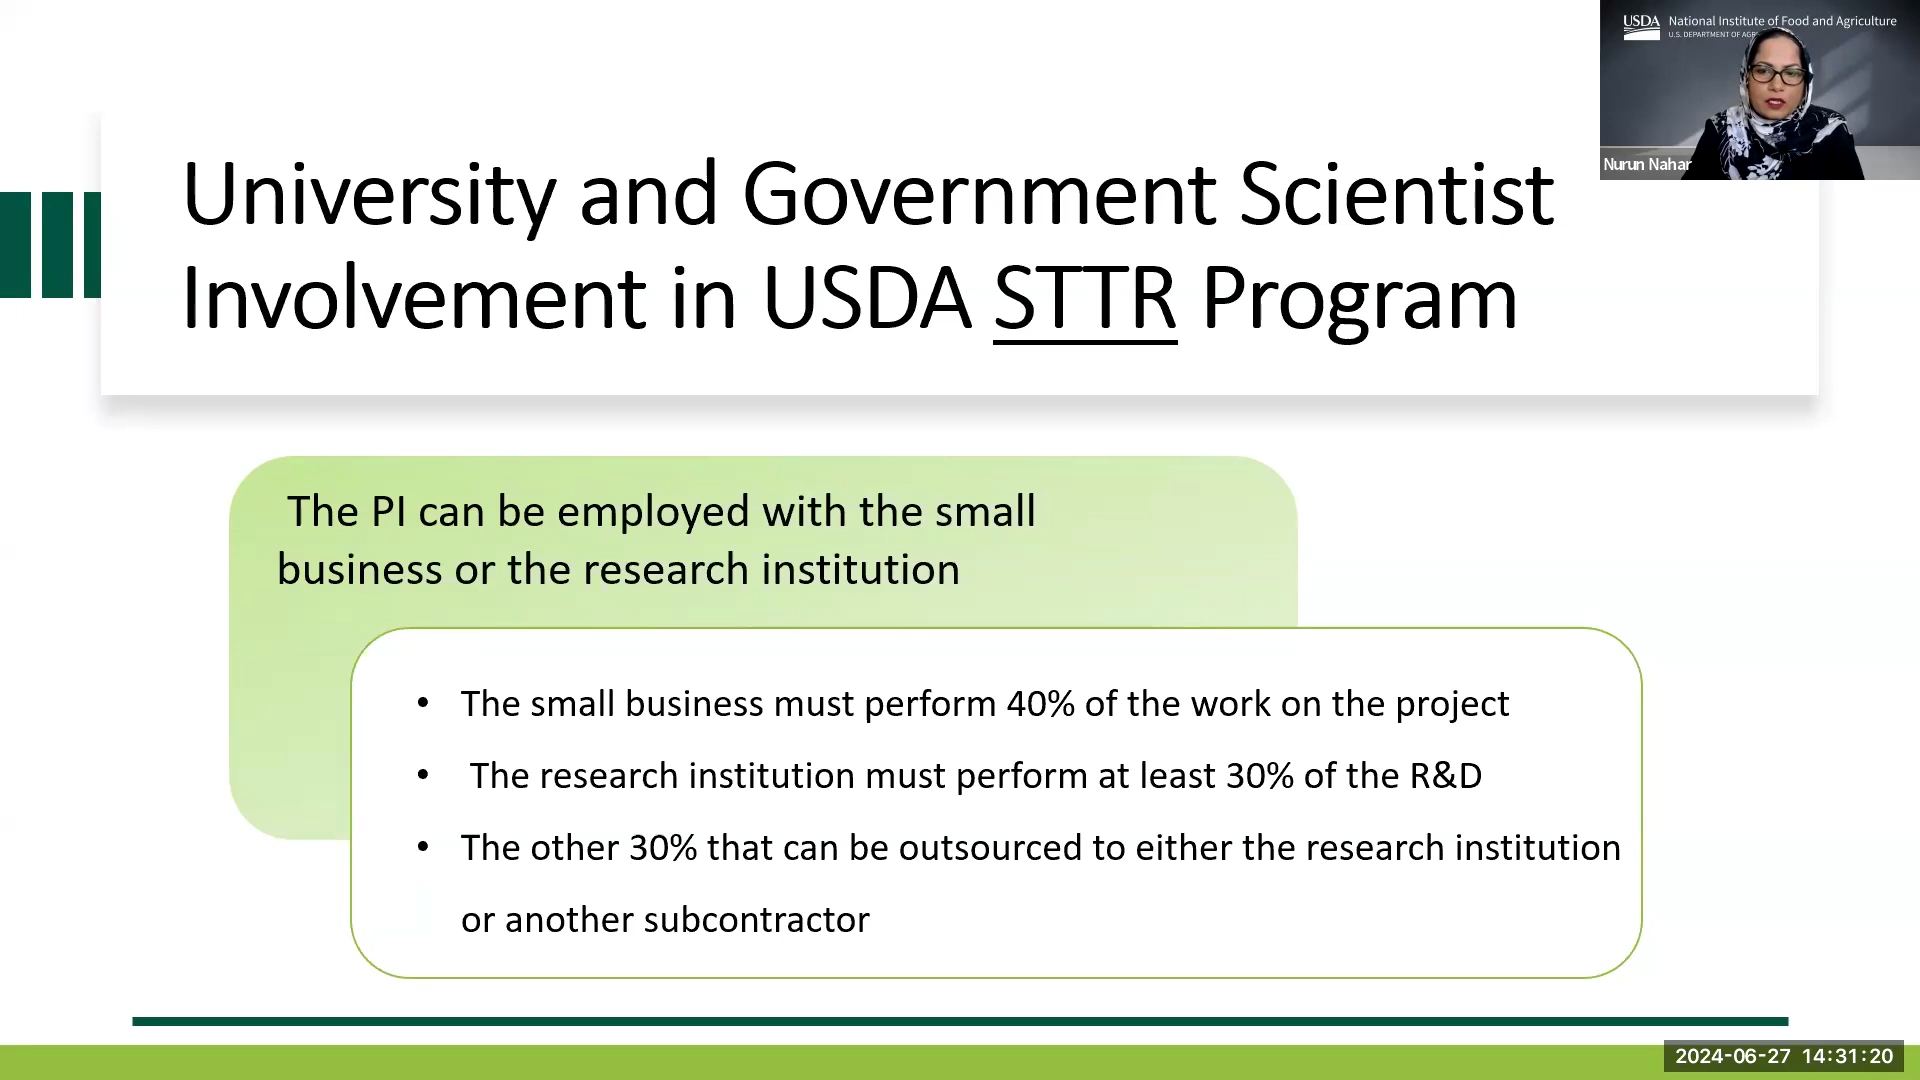 USDA National Institute of Food and Agriculture
U.S. DEPARTMENT OF AGR
Nurun Nahar
University and Government Scientist
Involvement in USDA STTR Program
The PI can be employed with the small
business or the research institution
• The small business must perform 40% of the work on the project
• The research institution must perform at least 30% of the R&D
• The other 30% that can be outsourced to either the research institution
or another subcontractor
2024-06-27 14:31:20